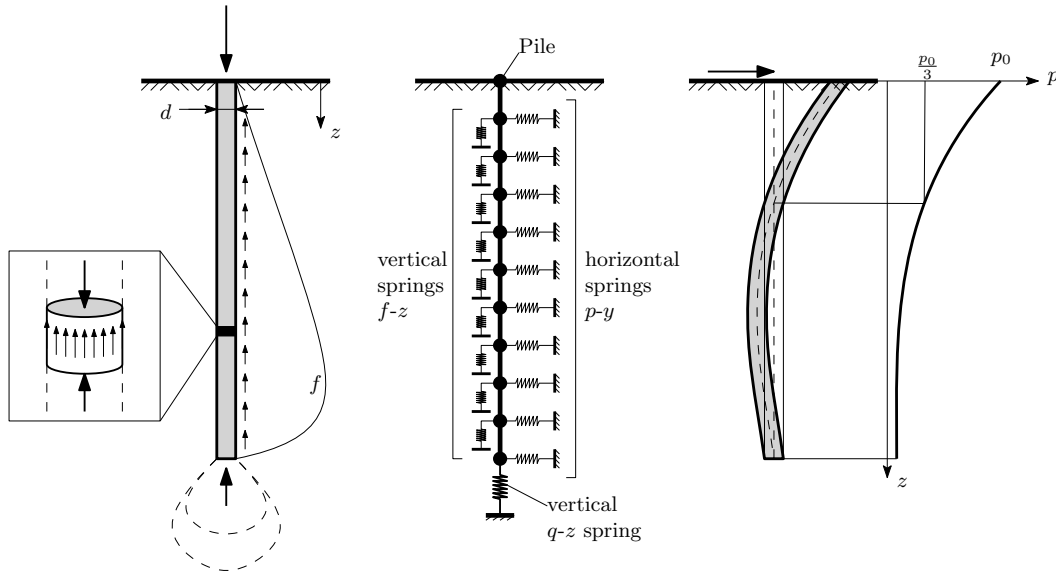 d
z
f
Pile
vertical
springs
f-z
horizontal
springs
p-y
vertical
q-z spring
p0/3
p0
p
z